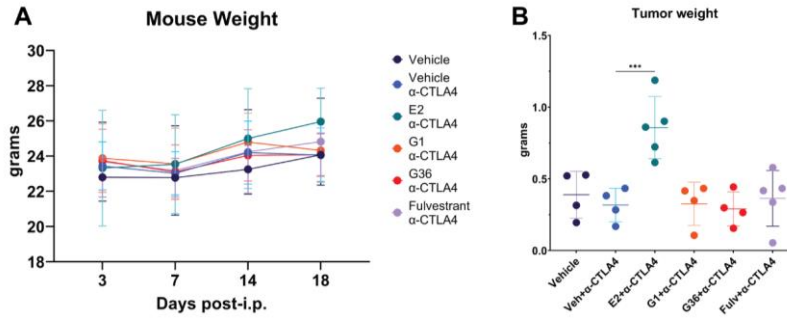 A
Mouse Weight
grams
30
28
26
24
22
20
18
3 7 14 18
Days post-i.p.
Vehicle
Vehicle
α-CTLA4
E2
α-CTLA4
G1
α-CTLA4
G36
α-CTLA4
Fulvestrant
α-CTLA4
B
Tumor weight
grams
1.5
1.0
0.5
0.0
***
Vehicle
Veh+α-CTLA4
E2+α-CTLA4
G1+α-CTLA4
G36+α-CTLA4
Fulv+α-CTLA4